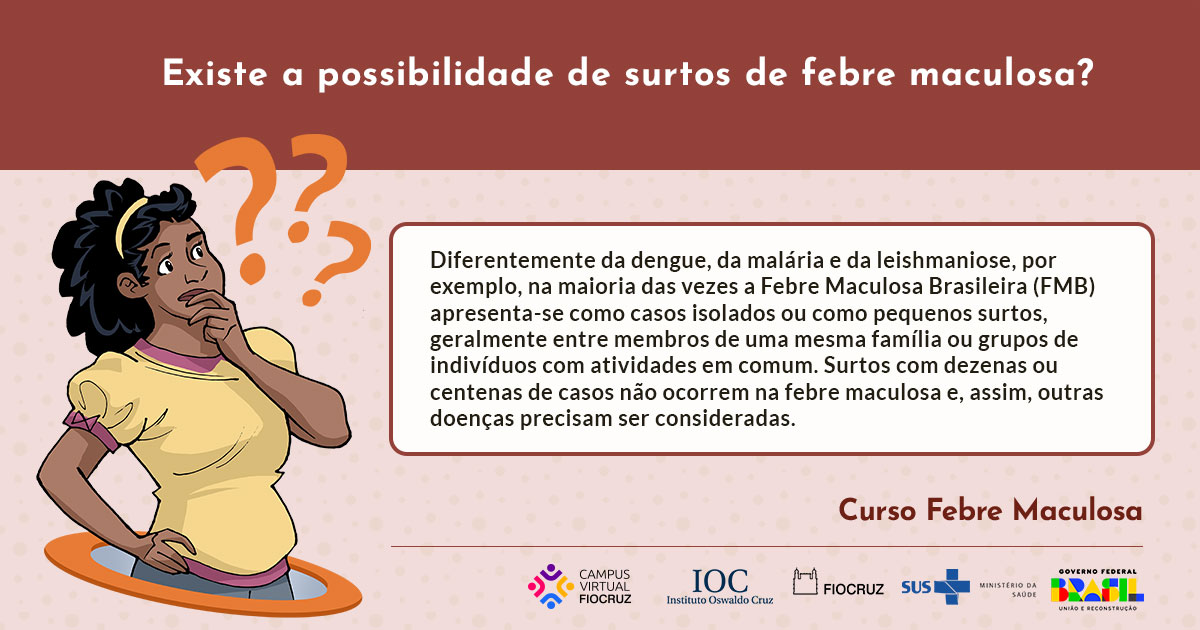 Existe a possibilidade de surtos de febre maculosa?
???
Diferentemente da dengue, da malária e da leishmaniose, por
exemplo, na maioria das vezes a Febre Maculosa Brasileira (FMB)
apresenta-se como casos isolados ou como pequenos surtos,
geralmente entre membros de uma mesma família ou grupos de
indivíduos com atividades em comum. Surtos com dezenas ou
centenas de casos não ocorrem na febre maculosa e, assim, outras
doenças precisam ser consideradas.
Curso Febre Maculosa
CAMPUS
VIRTUAL
FIOCRUZ
IOC
Instituto Oswaldo Cruz
FIOCRUZ
SUS
MINISTÉRIO DA
SAÚDE
GOVERNO FEDERAL
BRASIL
UNIÃO E RECONSTRUÇÃO